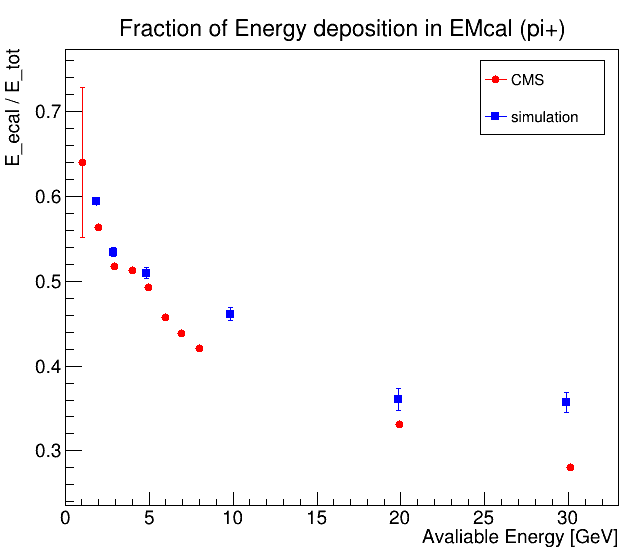 Fraction of Energy deposition in EMcal (pi+)
E_ecal / E_tot
CMS
simulation
0.7
0.6
0.5
0.4
0.3
0 5 10 15 20 25 30
Avaliable Energy [GeV]